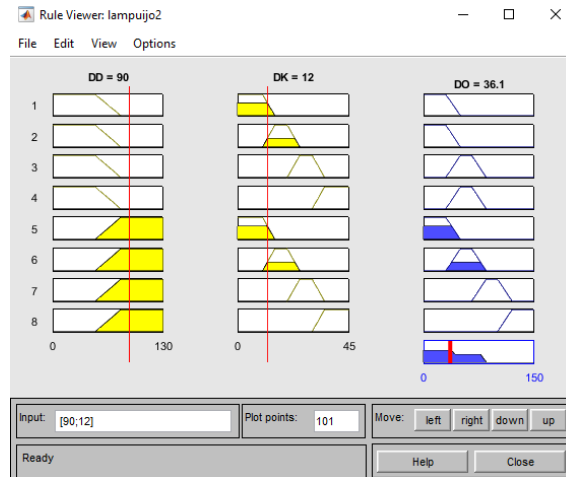 Rule Viewer: lampuijo2
File Edit View Options
DD = 90 DK = 12 DO = 36.1
1
2
3
4
5
6
7
8
0 130 0 45
0 150
Input: [90;12] Plot points: 101 Move: left right down up
Ready Help Close